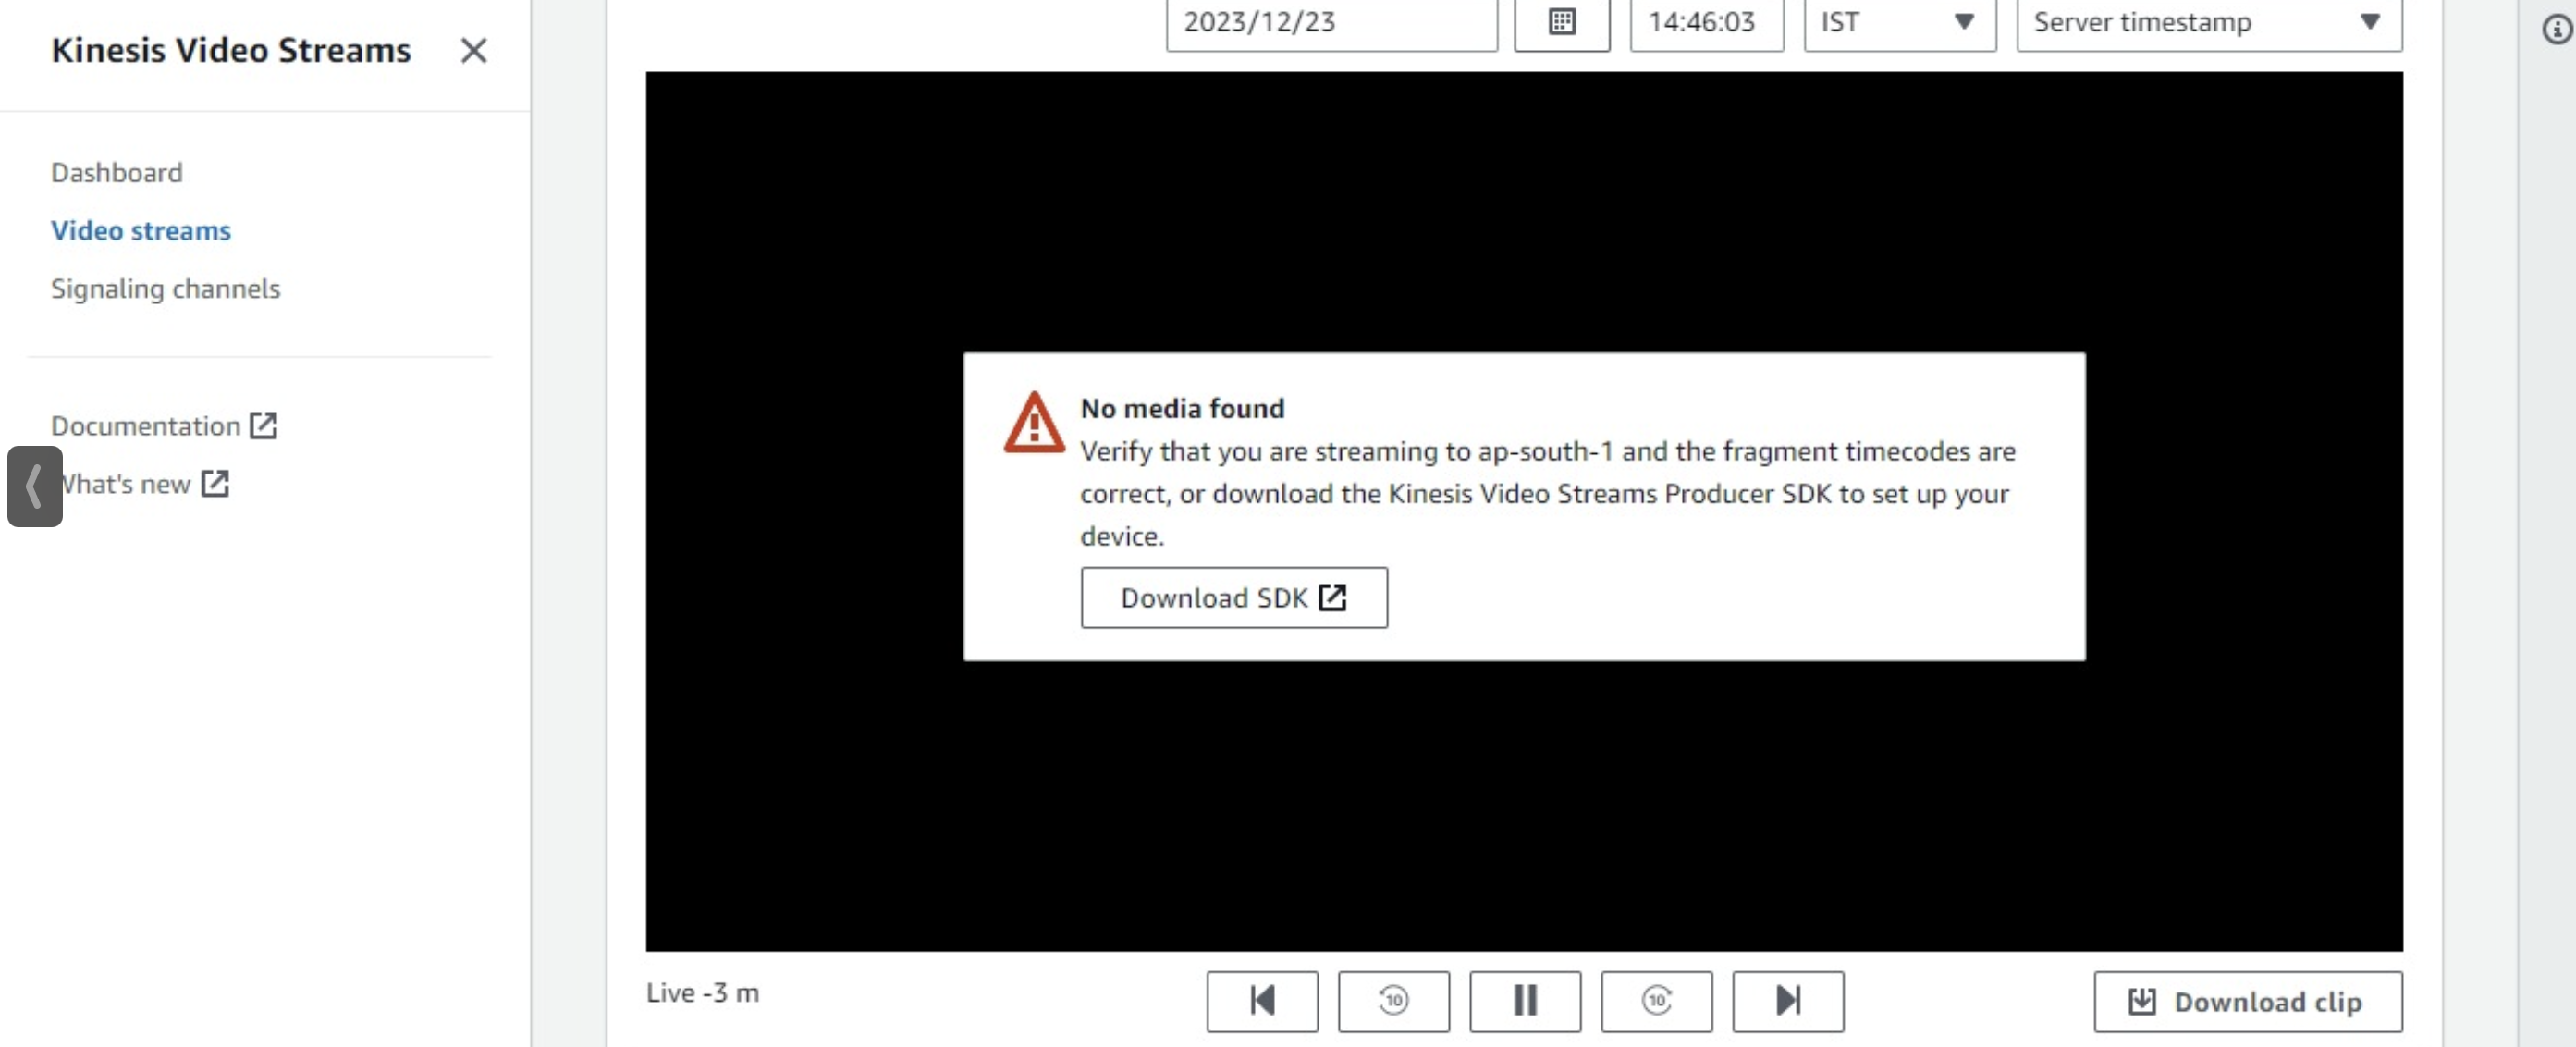 Kinesis Video Streams
Dashboard
Video streams
Signaling channels
Documentation
What's new
2023/12/23
14:46:03
IST
Server timestamp
No media found
Verify that you are streaming to ap-south-1 and the fragment timecodes are
correct, or download the Kinesis Video Streams Producer SDK to set up your
device.
Download SDK
Live -3 m
10
10
Download clip